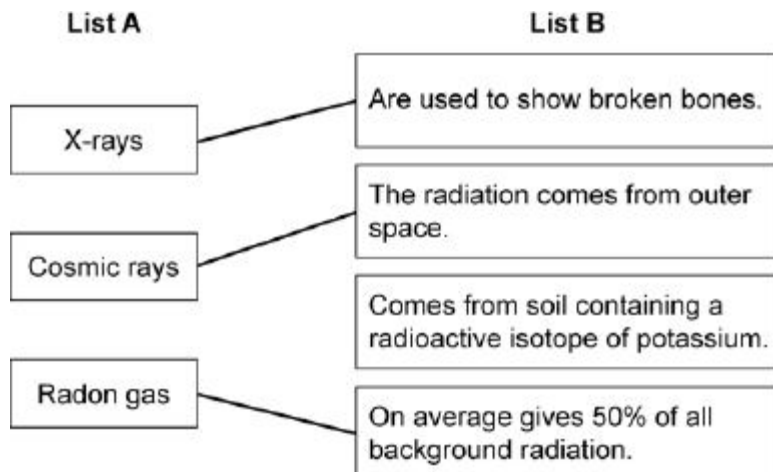 List A
List B
X-rays
Are used to show broken bones.
Cosmic rays
The radiation comes from outer
space.
Comes from soil containing a
radioactive isotope of potassium.
Radon gas
On average gives 50% of all
background radiation.